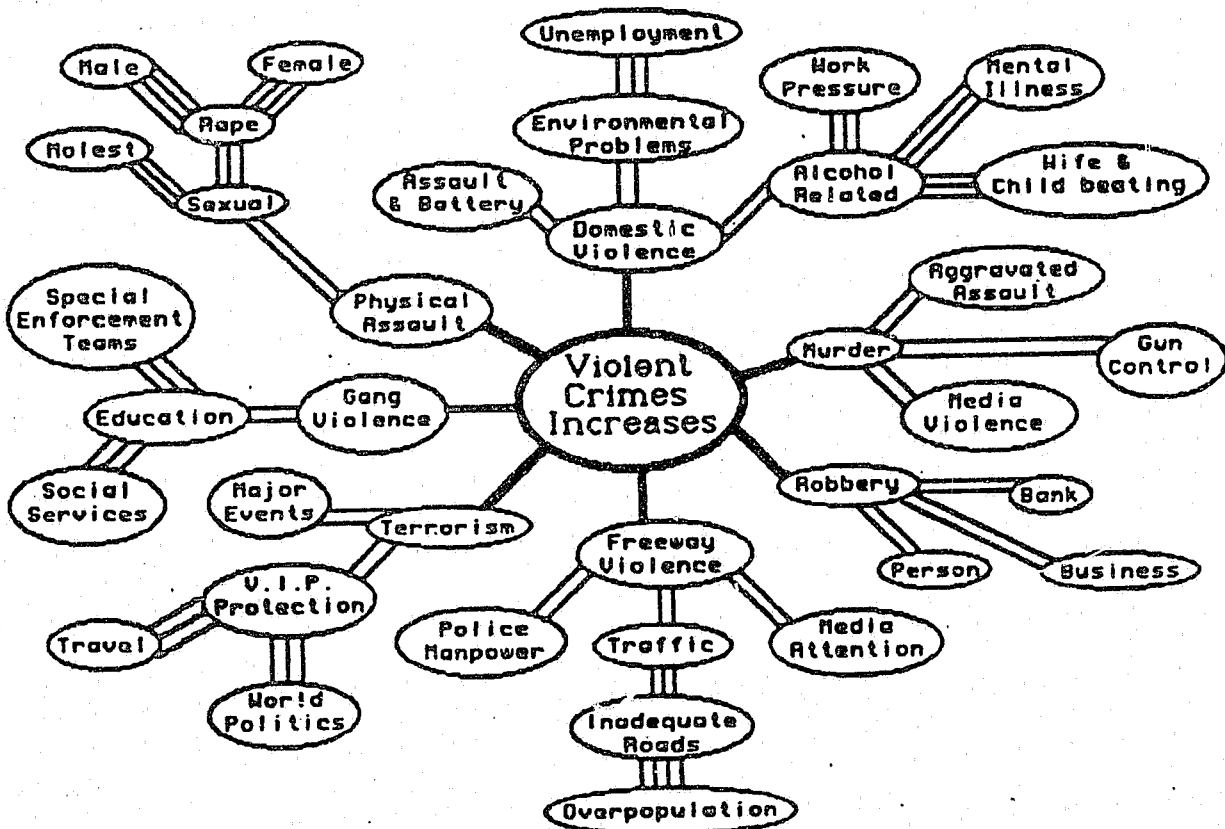 Unemployment
Male
Female
Work
Pressure
Mental
Illness
Rape
Environmental
Problems
Molest
Assault
& Battery
Alcohol
Related
Wife &
Child beating
Sexual
Domestic
Violence
Special
Enforcement
Teams
Physical
Assault
Aggravated
Assault
Violent
Crimes
Increases
Murder
Gun
Control
Education
Gang
Violence
Media
Violence
Social
Services
Major
Events
Terrorism
Robbery
Bank
Freeway
Violence
Person
Business
V.I.P.
Protection
Travel
Police
Manpower
Traffic
Media
Attention
World
Politics
Inadequate
Roads
Overpopulation